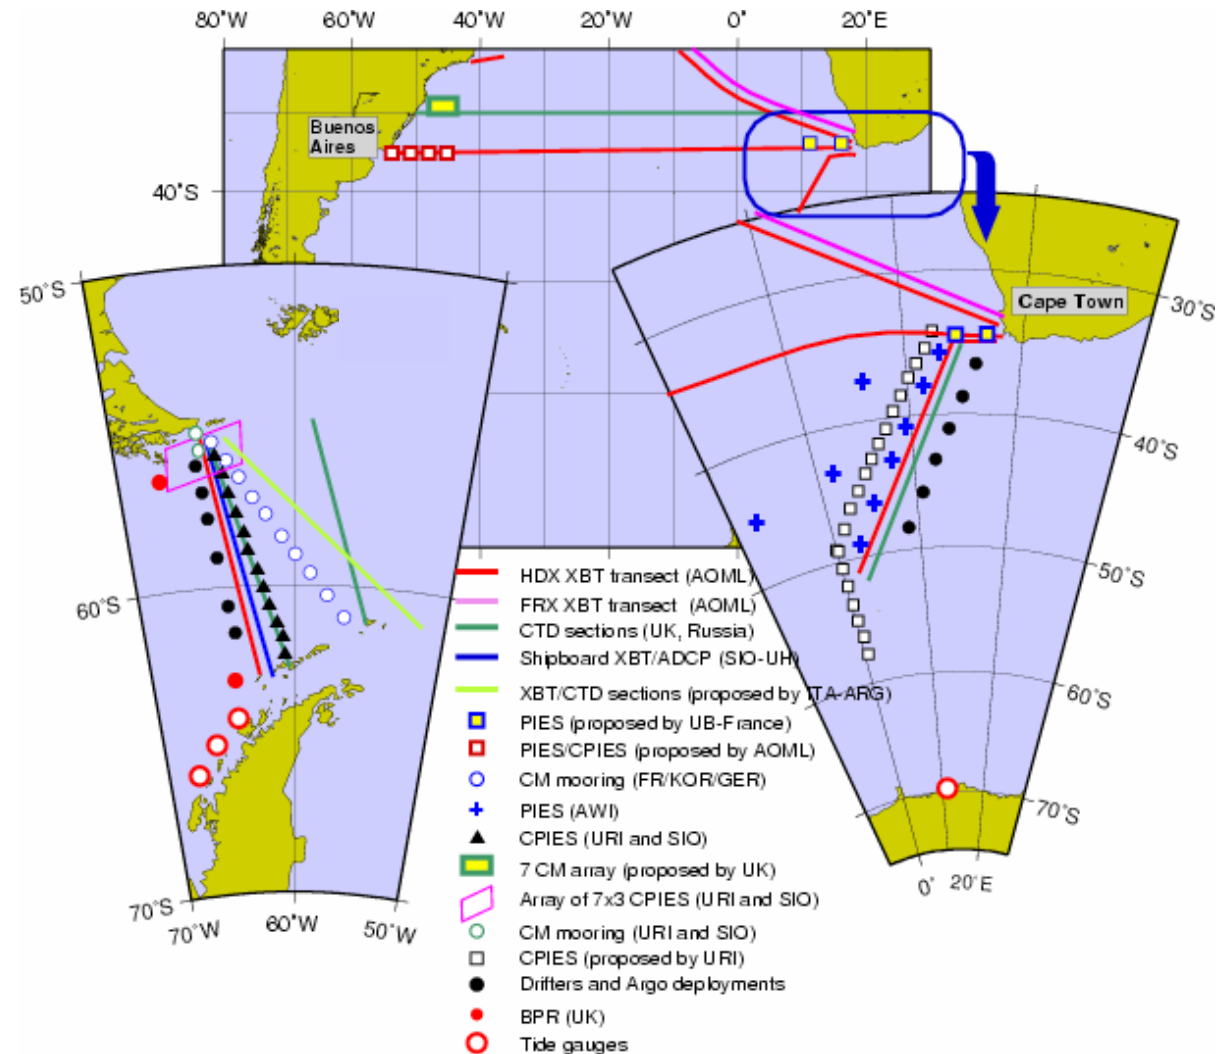 80°W 60°W 40°W 20°W 0° 20°E
Buenos
Aires
40°S
50°S
Cape Town
30°S
40°S
50°S
60°S
HDX XBT transect (AOML)
FRX XBT transect (AOML)
CTD sections (UK, Russia)
Shipboard XBT/ADCP (SIO-UH)
XBT/CTD sections (proposed by ITA-ARG)
60°S
PIES (proposed by UB-France)
PIES/CPIES (proposed by AOML)
CM mooring (FR/KOR/GER)
PIES (AWI)
70°S
CPIES (URI and SIO)
7 CM array (proposed by UK)
0° 20°E
Array of 7x3 CPIES (URI and SIO)
70°S
70°W 60°W 50°W
CM mooring (URI and SIO)
CPIES (proposed by URI)
Drifters and Argo deployments
BPR (UK)
Tide gauges